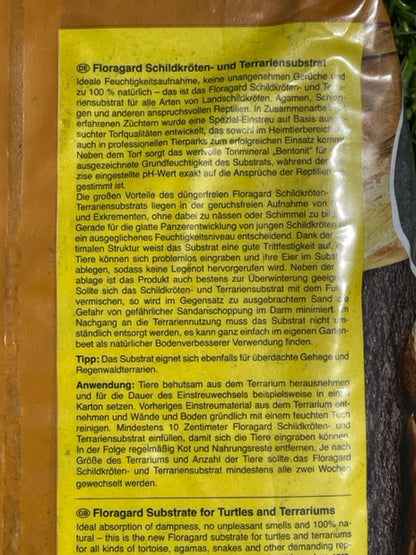 DE Floragard Schildkröten- und Terrariensubstrat
Ideale Feuchtigkeitsaufnahme, keine unangenehmen Gerüche und
zu 100 % natürlich – das ist das Floragard Schildkröten- und Terra-
riensubstrat für alle Arten von Landschildkröten, Agamen, Schlan-
gen und anderen anspruchsvollen Reptilien. In Zusammenarbeit
erfahrenen Züchtern wurde eine Spezial-Einstreu auf Basis ausge-
suchter Torfqualitäten entwickelt, das sowohl im Heimtierbereich
auch in professionellen Tierparks zum erfolgreichen Einsatz kommt
Neben dem Torf sorgt das wertvolle Tonmineral „Bentonit" für
ausgezeichnete Grundfeuchtigkeit des Substrats, während der
zise eingestellte pH-Wert exakt auf die Ansprüche der Reptilien
gestimmt ist.
Die großen Vorteile des düngerfreien Floragard Schildkröten-
Terrariensubstrats liegen in der geruchsfreien Aufnahme von
und Exkrementen, ohne dabei zu nässen oder Schimmel zu bilden
Gerade für die glatte Panzerentwicklung von jungen Schildkröten
ein ausgeglichenes Feuchtigkeitsniveau entscheidend. Dank der
timalen Struktur weist das Substrat eine gute Trittfestigkeit auf,
Tiere können sich problemlos eingraben und ihre Eier im Substrat
ablegen, sodass keine Legenot hervorgerufen wird. Neben der
ablage ist das Produkt auch bestens zur Überwinterung geeignet
Sollte sich das Schildkröten- und Terrariensubstrat mit dem Futter
vermischen, so wird im Gegensatz zu ausgebrachtem Sand die
Gefahr von gefährlicher Sandanschoppung im Darm minimiert. Im
Nachgang an die Terrariennutzung muss das Substrat nicht um-
ständlich entsorgt werden, es kann ganz einfach im eigenen Garten-
beet als natürlicher Bodenverbesserer Verwendung finden.
Tipp: Das Substrat eignet sich ebenfalls für überdachte Gehege und
Regenwaldterrarien.
Anwendung: Tiere behutsam aus dem Terrarium herausnehmen
und für die Dauer des Einstreuwechsels beispielsweise in einen
Karton setzen. Vorheriges Einstreumaterial aus dem Terrarium ent-
nehmen und Wände und Boden gründlich mit einem feuchten Tuch
reinigen. Mindestens 10 Zentimeter Floragard Schildkröten- und
Terrariensubstrat einfüllen, damit sich die Tiere eingraben können.
In der Folge regelmäßig Kot und Nahrungsreste entfernen. Je nach
Größe des Terrariums und Anzahl der Tiere sollte das Floragard
Schildkröten- und Terrariensubstrat mindestens alle zwei Wochen
gewechselt werden.
GB Floragard Substrate for Turtles and Terrariums
Ideal absorption of dampness, no unpleasant smells and 100% na-
tural – this is the new Floragard substrate for turtles and terrariums
for all kinds of tortoise, agamas, snakes and other demanding rep-